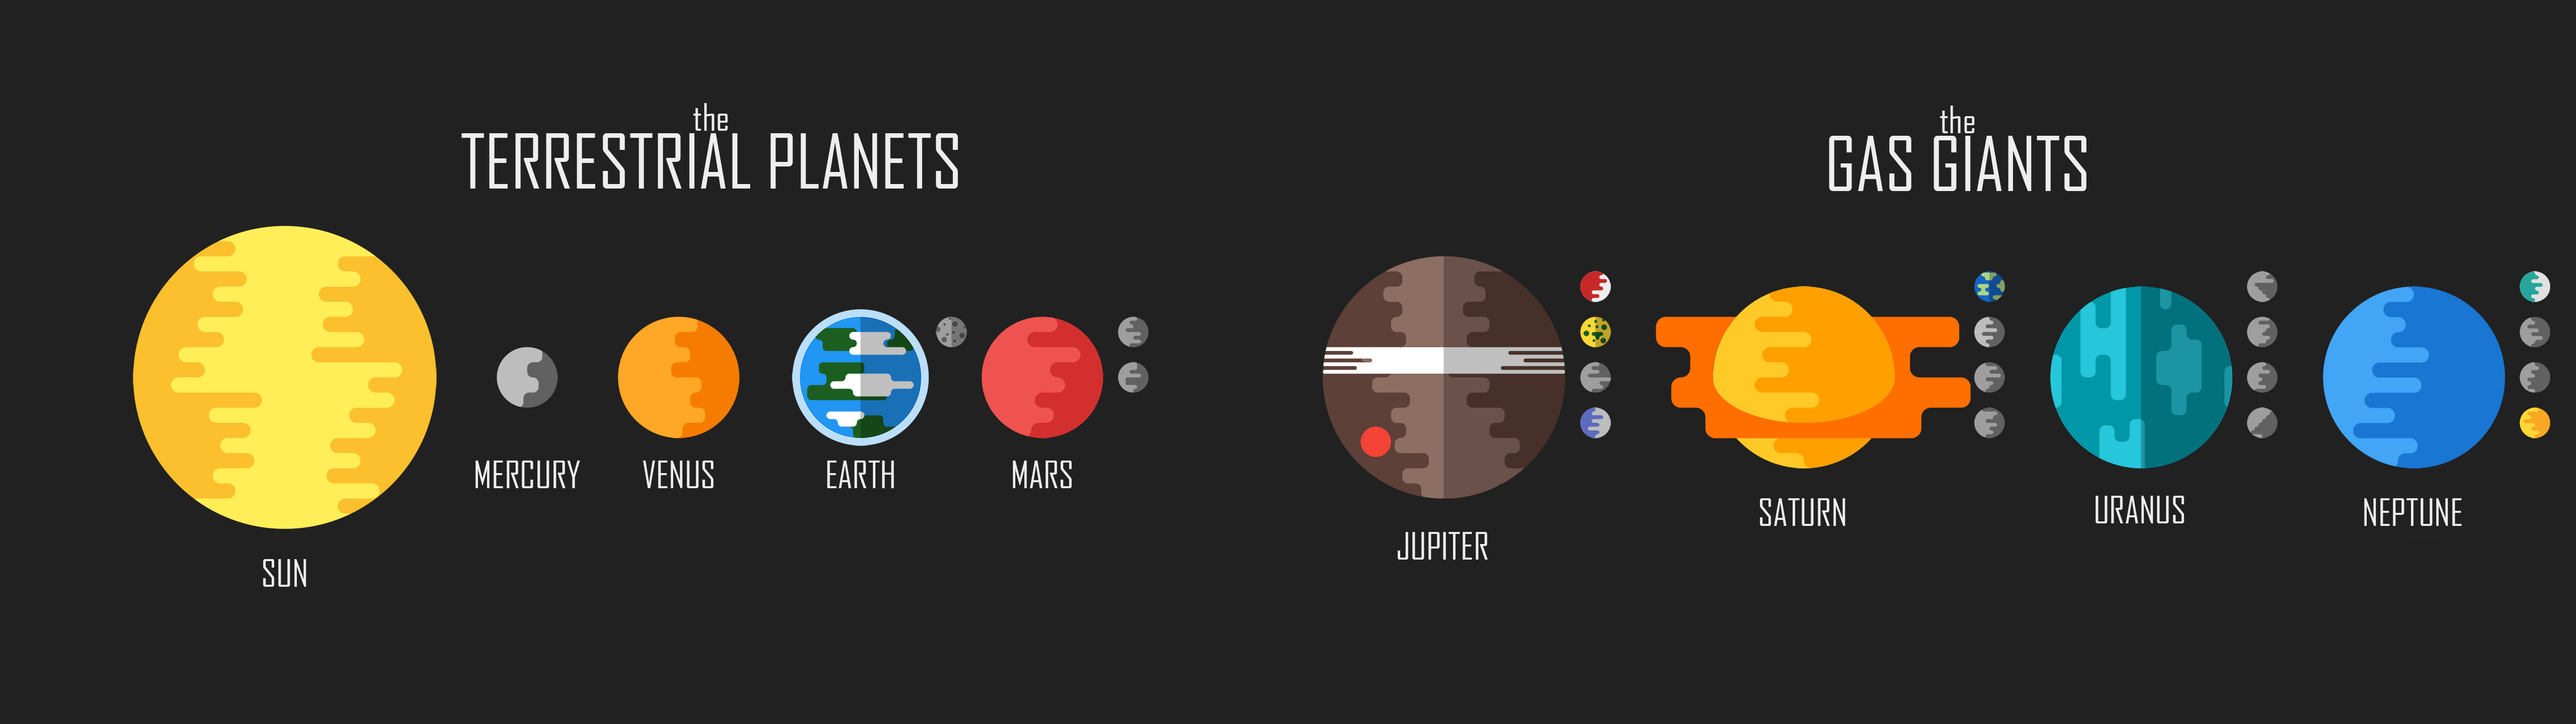 the
TERRESTRIAL PLANETS
the
GAS GIANTS
SUN
MERCURY
VENUS
EARTH
MARS
JUPITER
SATURN
URANUS
NEPTUNE